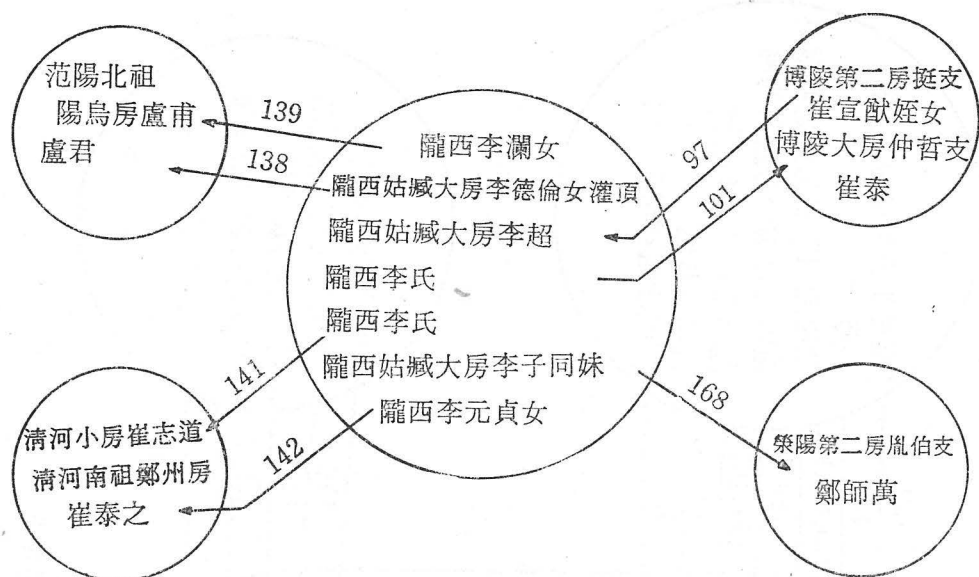 范陽北祖
陽烏房盧甫
盧君
139
138
隴西李瀾女
隴西姑臧大房李德倫女灌頂
隴西姑臧大房李超
隴西李氏
隴西李氏
隴西姑臧大房李子同妹
隴西李元貞女
博陵第二房挺支
崔宣猷姪女
博陵大房仲哲支
崔泰
97
101
141
142
清河小房崔志道
清河南祖鄭州房
崔泰之
168
滎陽第二房胤伯支
鄭師萬